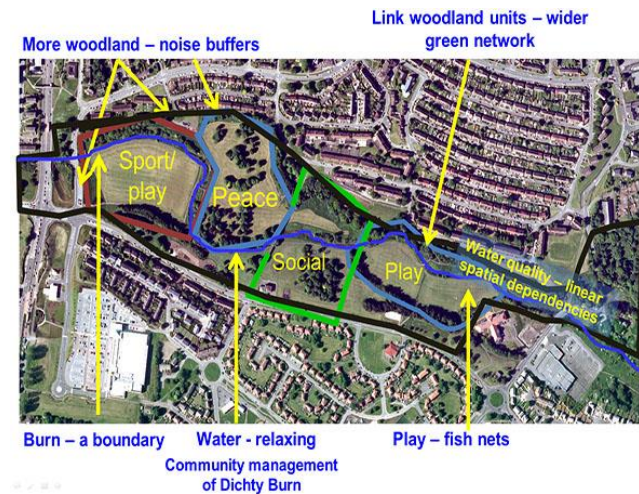 Link woodland units – wider
green network
More woodland – noise buffers
Sport/
play
Peace
Social
Play
Water quality – linear
spatial dependencies?
Burn – a boundary
Water - relaxing
Play – fish nets
Community management
of Dichty Burn